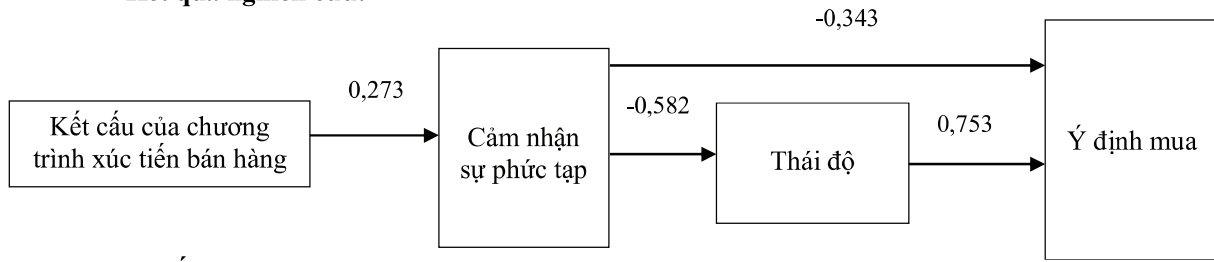 -0,343
0,273
-0,582
0,753
Kết cấu của chương
trình xúc tiến bán hàng
Cảm nhận
sự phức tạp
Thái độ
Ý định mua